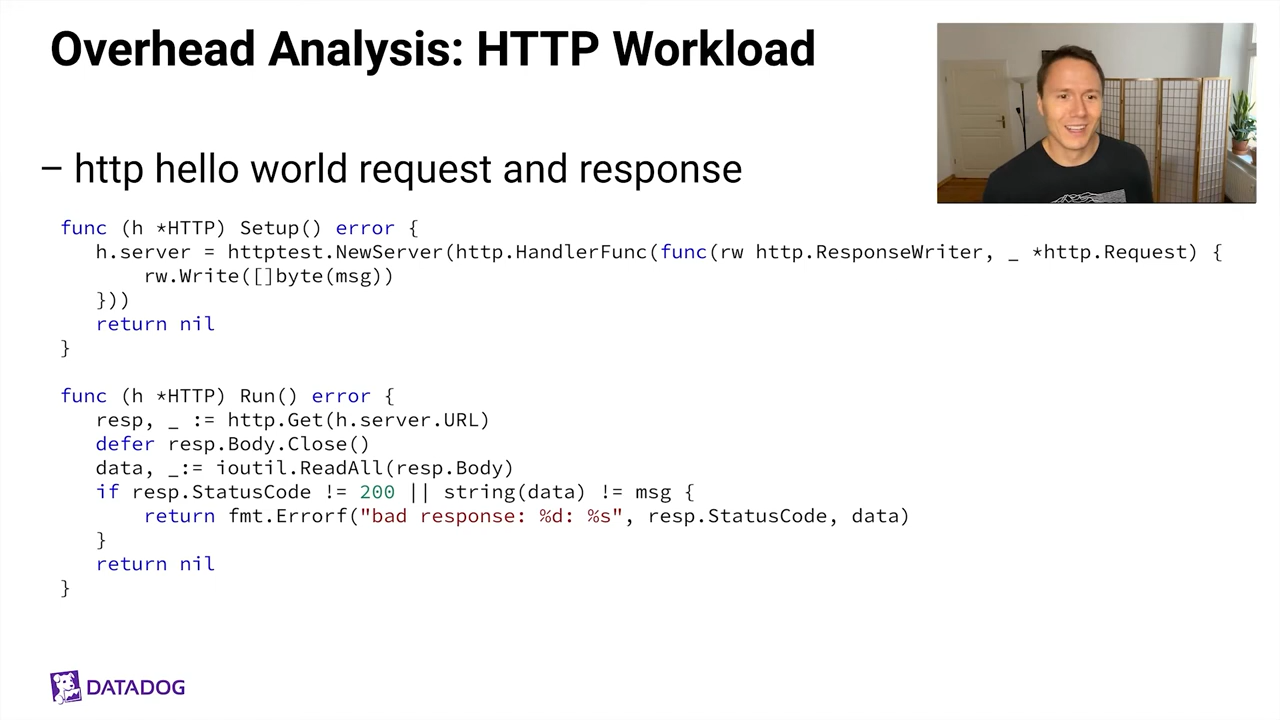 Overhead Analysis: HTTP Workload
– http hello world request and response
func (h *HTTP) Setup() error {
   h.server = httptest.NewServer(http.HandlerFunc(func(rw http.ResponseWriter, _ *http.Request) {
       rw.Write([]byte(msg))
   }))
   return nil
}
func (h *HTTP) Run() error {
   resp, _ := http.Get(h.server.URL)
   defer resp.Body.Close()
   data, _:= ioutil.ReadAll(resp.Body)
   if resp.StatusCode != 200 || string(data) != msg {
       return fmt.Errorf("bad response: %d: %s", resp.StatusCode, data)
   }
   return nil
}
DATADOG